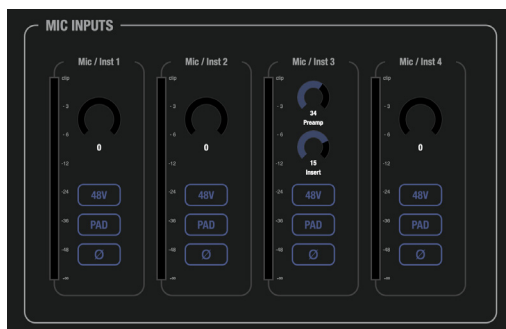 MIC INPUTS
Mic / Inst 1
clip
-3
-6
-12
-24
-36
-48
-∞
0
48V
PAD
Ø
Mic / Inst 2
clip
-3
-6
-12
-24
-36
-48
-∞
0
48V
PAD
Ø
Mic / Inst 3
clip
-3
-6
-12
-24
-36
-48
-∞
34
Preamp
15
Insert
48V
PAD
Ø
Mic / Inst 4
clip
-3
-6
-12
-24
-36
-48
-∞
0
48V
PAD
Ø